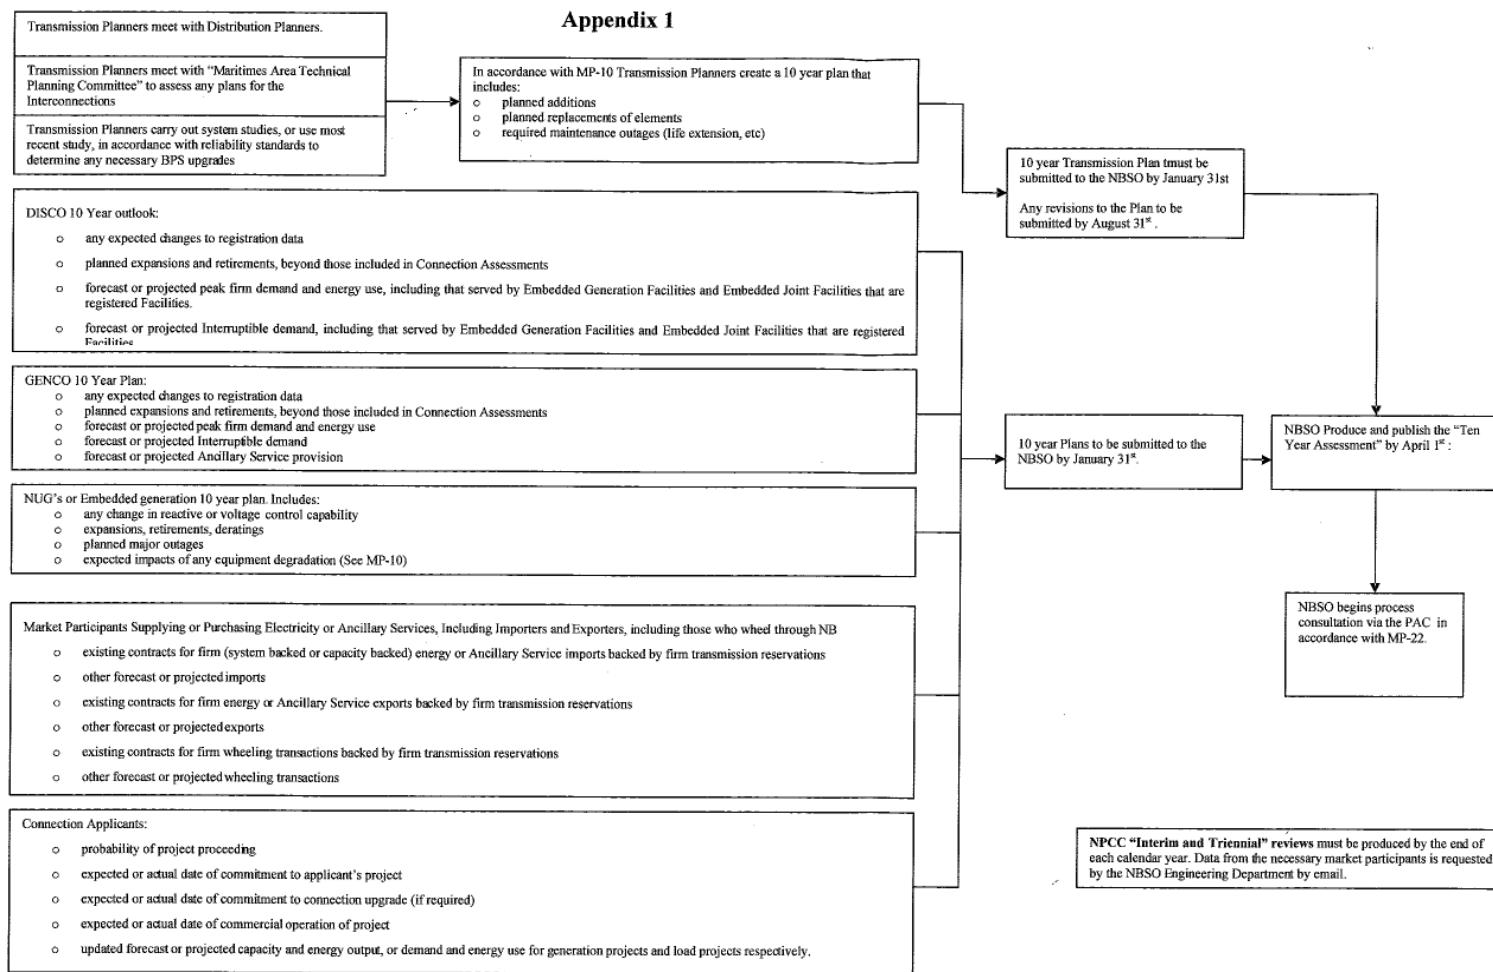 Appendix 1
Transmission Planners meet with Distribution Planners.
Transmission Planners meet with “Maritimes Area Technical
Planning Committee” to assess any plans for the
Interconnections
Transmission Planners carry out system studies, or use most
recent study, in accordance with reliability standards to
determine any necessary BPS upgrades
In accordance with MP-10 Transmission Planners create a 10 year plan that
includes:
o planned additions
o planned replacements of elements
o required maintenance outages (life extension, etc)
10 year Transmission Plan tmust be
submitted to the NBSO by January 31st
Any revisions to the Plan to be
submitted by August 31st .
DISCO 10 Year outlook:
o any expected changes to registration data
o planned expansions and retirements, beyond those included in Connection Assessments
o forecast or projected peak firm demand and energy use, including that served by Embedded Generation Facilities and Embedded Joint Facilities that are
registered Facilities.
o forecast or projected Interruptible demand, including that served by Embedded Generation Facilities and Embedded Joint Facilities that are registered
Facilities
GENCO 10 Year Plan:
o any expected changes to registration data
o planned expansions and retirements, beyond those included in Connection Assessments
o forecast or projected peak firm demand and energy use
o forecast or projected Interruptible demand
o forecast or projected Ancillary Service provision
10 year Plans to be submitted to the
NBSO by January 31st.
NBSO Produce and publish the “Ten
Year Assessment” by April 1st :
NUG’s or Embedded generation 10 year plan. Includes:
o any change in reactive or voltage control capability
o expansions, retirements, deratings
o planned major outages
o expected impacts of any equipment degradation (See MP-10)
NBSO begins process
consultation via the PAC in
accordance with MP-22.
Market Participants Supplying or Purchasing Electricity or Ancillary Services, Including Importers and Exporters, including those who wheel through NB
o existing contracts for firm (system backed or capacity backed) energy or Ancillary Service imports backed by firm transmission reservations
o other forecast or projected imports
o existing contracts for firm energy or Ancillary Service exports backed by firm transmission reservations
o other forecast or projected exports
o existing contracts for firm wheeling transactions backed by firm transmission reservations
o other forecast or projected wheeling transactions
Connection Applicants:
o probability of project proceeding
o expected or actual date of commitment to applicant’s project
o expected or actual date of commitment to connection upgrade (if required)
o expected or actual date of commercial operation of project
o updated forecast or projected capacity and energy output, or demand and energy use for generation projects and load projects respectively.
NPCC “Interim and Triennial” reviews must be produced by the end of
each calendar year. Data from the necessary market participants is requested
by the NBSO Engineering Department by email.